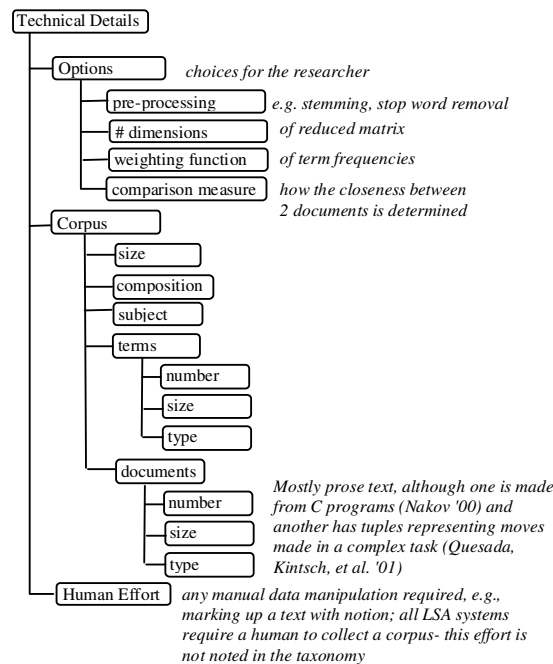 Technical Details
Options
choices for the researcher
pre-processing
e.g. stemming, stop word removal
# dimensions
of reduced matrix
weighting function
of term frequencies
comparison measure
how the closeness between
2 documents is determined
Corpus
size
composition
subject
terms
number
size
type
documents
number
size
type
Mostly prose text, although one is made
from C programs (Nakov '00) and
another has tuples representing moves
made in a complex task (Quesada,
Kintsch, et al. '01)
Human Effort
any manual data manipulation required, e.g.,
marking up a text with notion; all LSA systems
require a human to collect a corpus- this effort is
not noted in the taxonomy